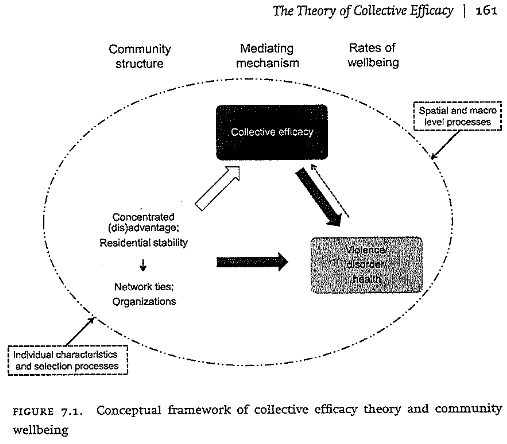 The Theory of Collective Efficacy | 161
Community
structure
Mediating
mechanism
Rates of
wellbeing
Spatial and macro
level processes
Collective efficacy
Concentrated
(dis)advantage;
Residential stability
Network ties;
Organizations
Violence/
disorder/
health
Individual characteristics
and selection processes
FIGURE 7.1. Conceptual framework of collective efficacy theory and community
wellbeing